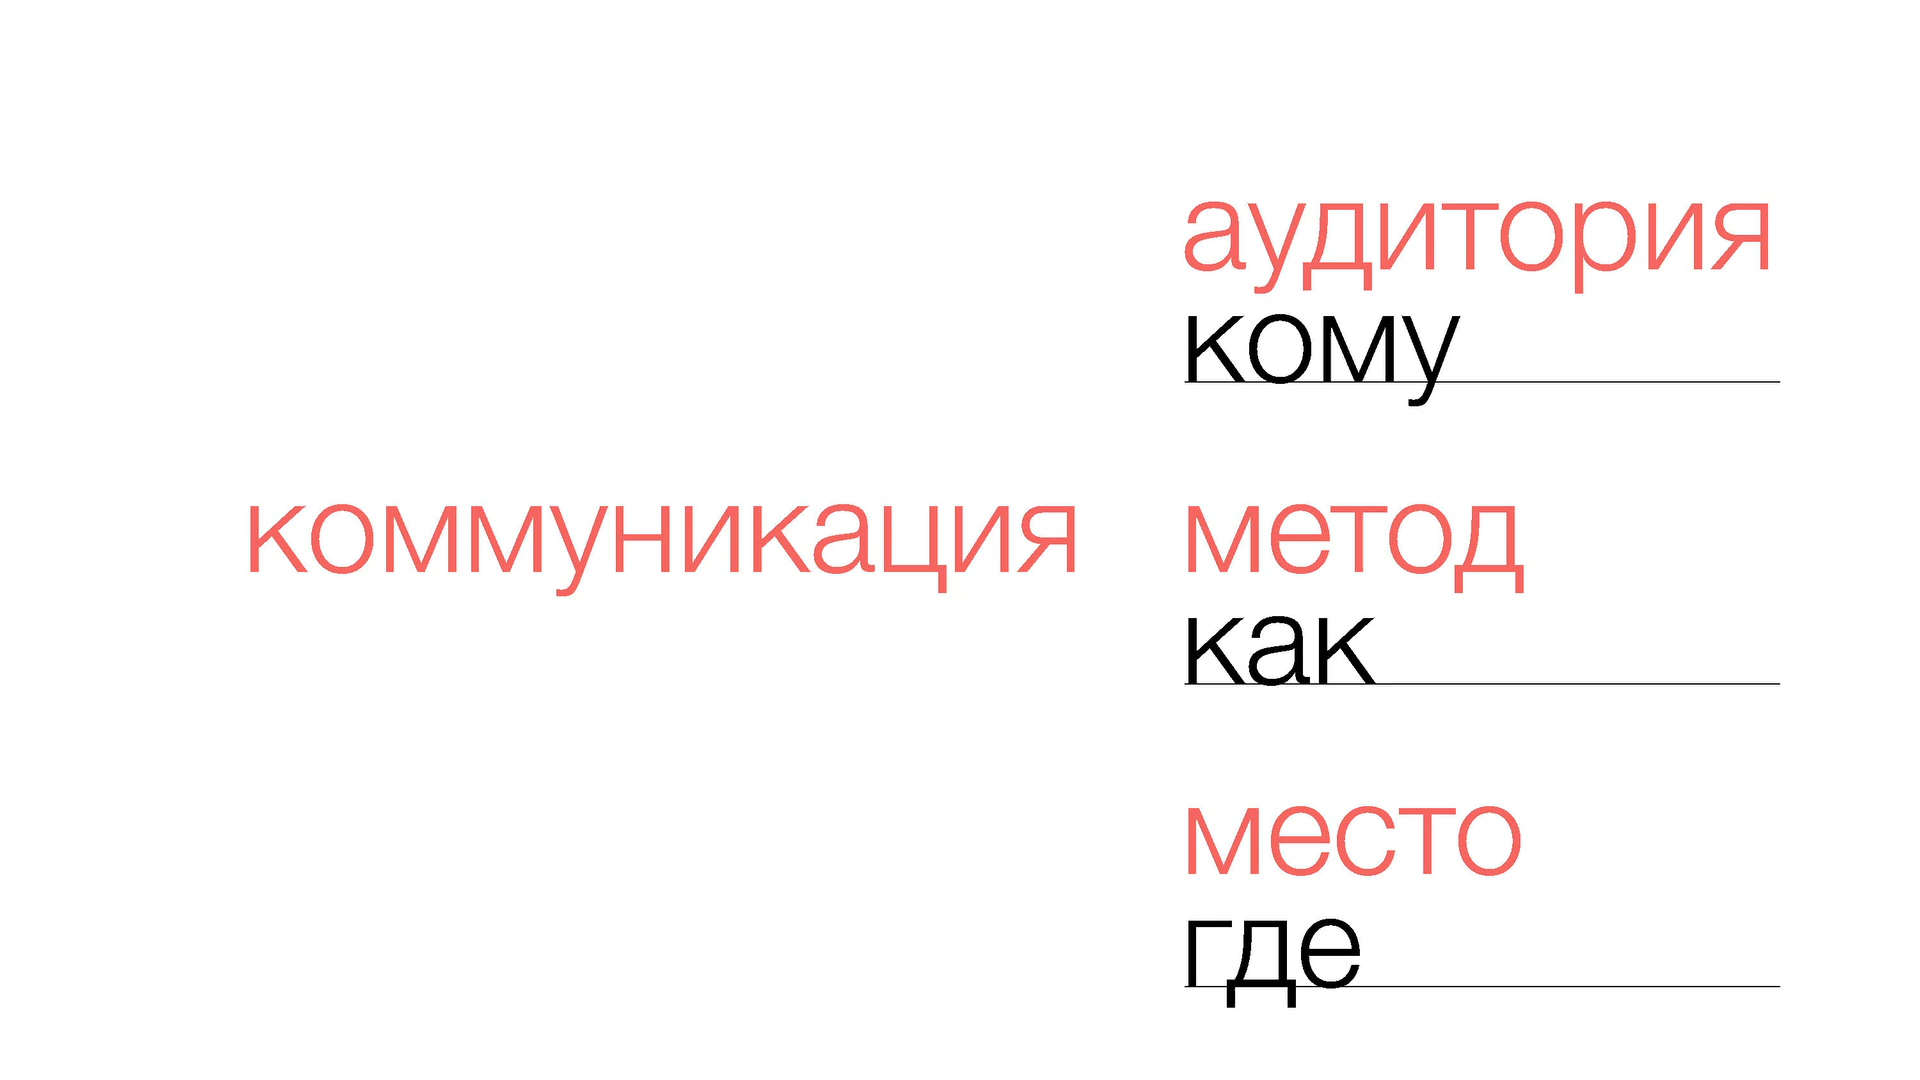 аудитория
кому
коммуникация
метод
как
место
где